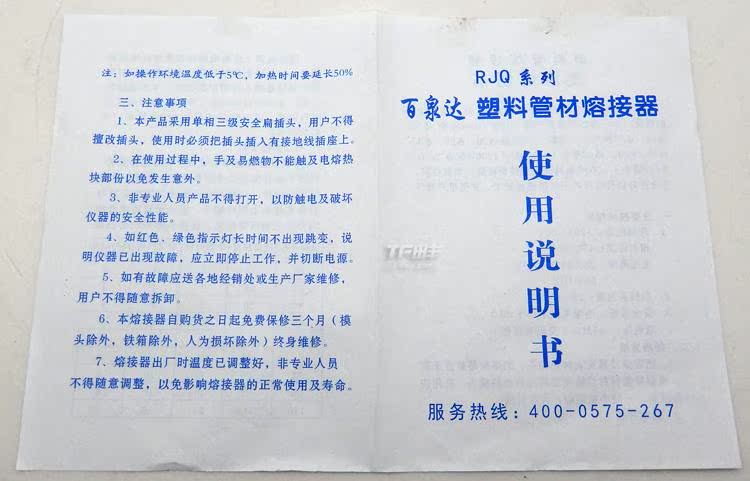 注：如操作环境温度低于5℃，加热时间要延长50%
三、注意事项
1、本产品采用单相三级安全扁插头，用户不得
擅改插头，使用时必须把插头插入有接地线插座上。
2、在使用过程中，手及易燃物不能触及电熔热
块部份以免发生意外。
3、非专业人员产品不得打开，以防触电及破坏
仪器的安全性能。
4、如红色、绿色指示灯长时间不出现跳变，说
明仪器已出现故障，应立即停止工作，并切断电源。
5、如有故障应送各地经销处或生产厂家维修，
用户不得随意拆卸。
6、本熔接器自购货之日起免费保修三个月（模
头除外，铁箱除外，人为损坏除外）终身维修。
7、熔接器出厂时温度已调整好，非专业人员
不得随意调整，以免影响熔接器的正常使用及寿命。
RJQ 系列
百泉达 塑料管材熔接器
使用说明书
服务热线：400-0575-267